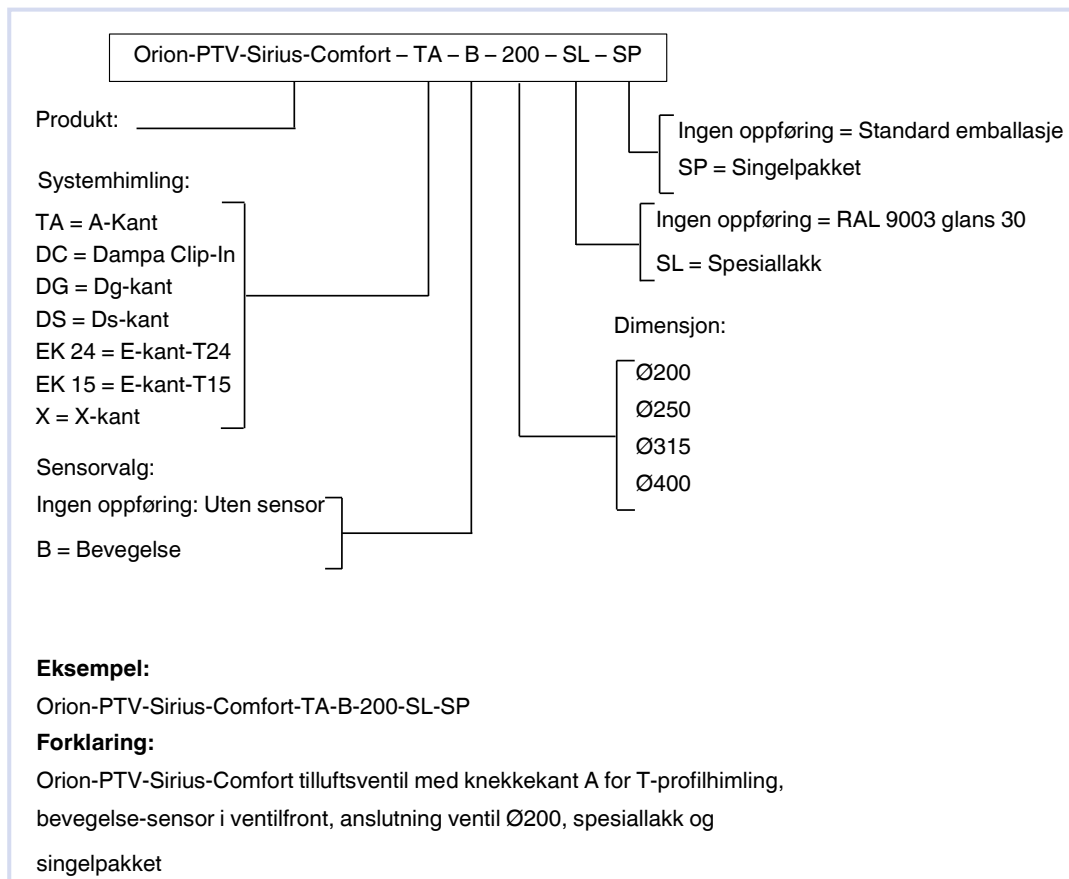 Orion-PTV-Sirius-Comfort – TA – B – 200 – SL – SP
Produkt:
Systemhimling:
TA = A-Kant
DC = Dampa Clip-In
DG = Dg-kant
DS = Ds-kant
EK 24 = E-kant-T24
EK 15 = E-kant-T15
X = X-kant
Sensorvalg:
Ingen oppføring: Uten sensor
B = Bevegelse
Ingen oppføring = Standard emballasje
SP = Singelpakket
Ingen oppføring = RAL 9003 glans 30
SL = Spesiallakk
Dimensjon:
Ø200
Ø250
Ø315
Ø400
Eksempel:
Orion-PTV-Sirius-Comfort-TA-B-200-SL-SP
Forklaring:
Orion-PTV-Sirius-Comfort tilluftsventil med knekkekant A for T-profilhimling,
bevegelse-sensor i ventilfront, anslutning ventil Ø200, spesiallakk og
singelpakket